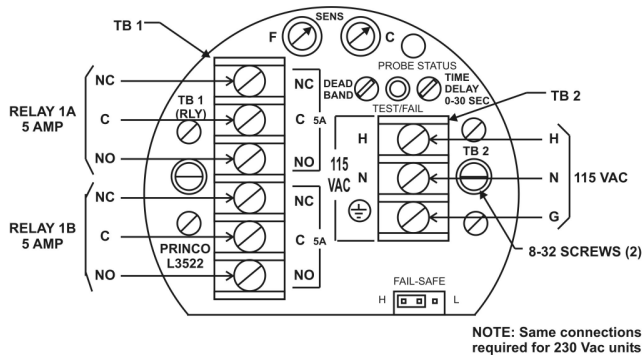 TB 1
SENS
F
C
PROBE STATUS
DEAD
BAND
TIME
DELAY
0-30 SEC
TEST/FAIL
TB 2
RELAY 1A
5 AMP
NC
C
NO
TB 1
(RLY)
NC
C 5A
NO
RELAY 1B
5 AMP
NC
C
NO
PRINCO
L3522
NC
C 5A
NO
115
VAC
H
N
TB 2
H
N
G
115 VAC
8-32 SCREWS (2)
FAIL-SAFE
H
L
NOTE: Same connections
required for 230 Vac units